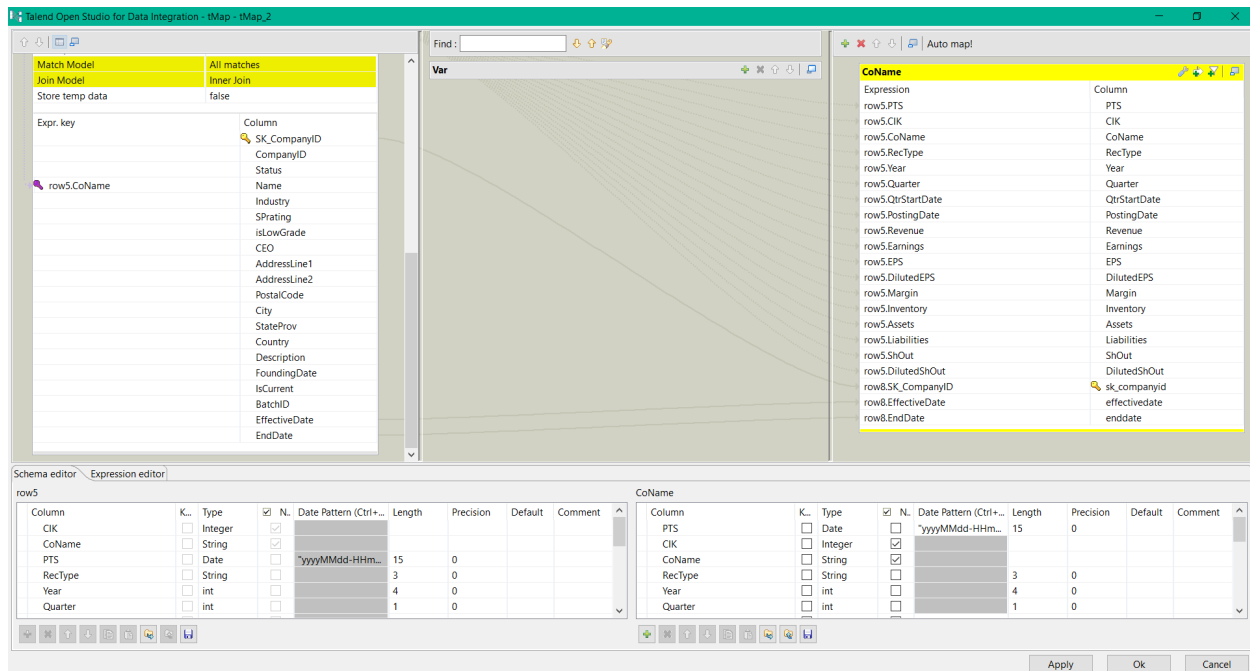 Talend Open Studio for Data Integration - tMap - tMap_2
Find :
Auto map!
Match Model All matches
Join Model Inner Join
Store temp data false
Expr. key Column
SK_CompanyID
CompanyID
Status
row5.CoName Name
Industry
SPrating
isLowGrade
CEO
AddressLine1
AddressLine2
PostalCode
City
StateProv
Country
Description
FoundingDate
IsCurrent
BatchID
EffectiveDate
EndDate
Var
CoName
Expression Column
row5.PTS PTS
row5.CIK CIK
row5.CoName CoName
row5.RecType RecType
row5.Year Year
row5.Quarter Quarter
row5.QtrStartDate QtrStartDate
row5.PostingDate PostingDate
row5.Revenue Revenue
row5.Earnings Earnings
row5.EPS EPS
row5.DilutedEPS DilutedEPS
row5.Margin Margin
row5.Inventory Inventory
row5.Assets Assets
row5.Liabilities Liabilities
row5.ShOut ShOut
row5.DilutedShOut DilutedShOut
row8.SK_CompanyID sk_companyid
row8.EffectiveDate effectivedate
row8.EndDate enddate
Schema editor Expression editor
row5
Column K... Type N.. Date Pattern (Ctrl+... Length Precision Default Comment
CIK Integer
CoName String
PTS Date "yyyyMMdd-HHm... 15 0
RecType String 3 0
Year int 4 0
Quarter int 1 0
CoName
Column K... Type N.. Date Pattern (Ctrl+... Length Precision Default Comment
PTS Date "yyyyMMdd-HHm... 15 0
CIK Integer
CoName String
RecType String 3 0
Year int 4 0
Quarter int 1 0
Apply Ok Cancel